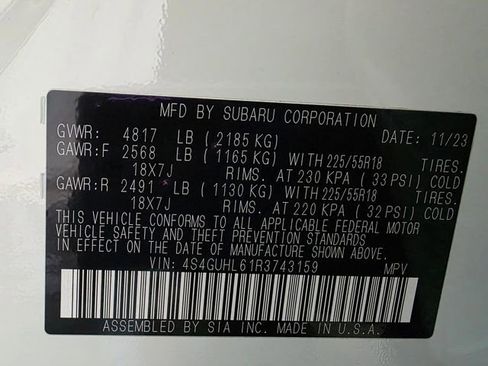 MFD BY SUBARU CORPORATION
GVWR: 4817 LB (2185 KG) DATE: 11/23
GAWR:F 2568 LB (1165 KG) WITH 225/55R18 TIRES.
18X7J RIMS. AT 230 KPA (33 PSI) COLD
GAWR:R 2491 LB (1130 KG) WITH 225/55R18 TIRES.
18X7J RIMS. AT 220 KPA (32 PSI) COLD
THIS VEHICLE CONFORMS TO ALL APPLICABLE FEDERAL MOTOR
VEHICLE SAFETY AND THEFT PREVENTION STANDARDS
IN EFFECT ON THE DATE OF MANUFACTURE SHOWN ABOVE.
VIN: 4S4GUHL61R3743159 MPV
ASSEMBLED BY SIA INC. MADE IN U.S.A.